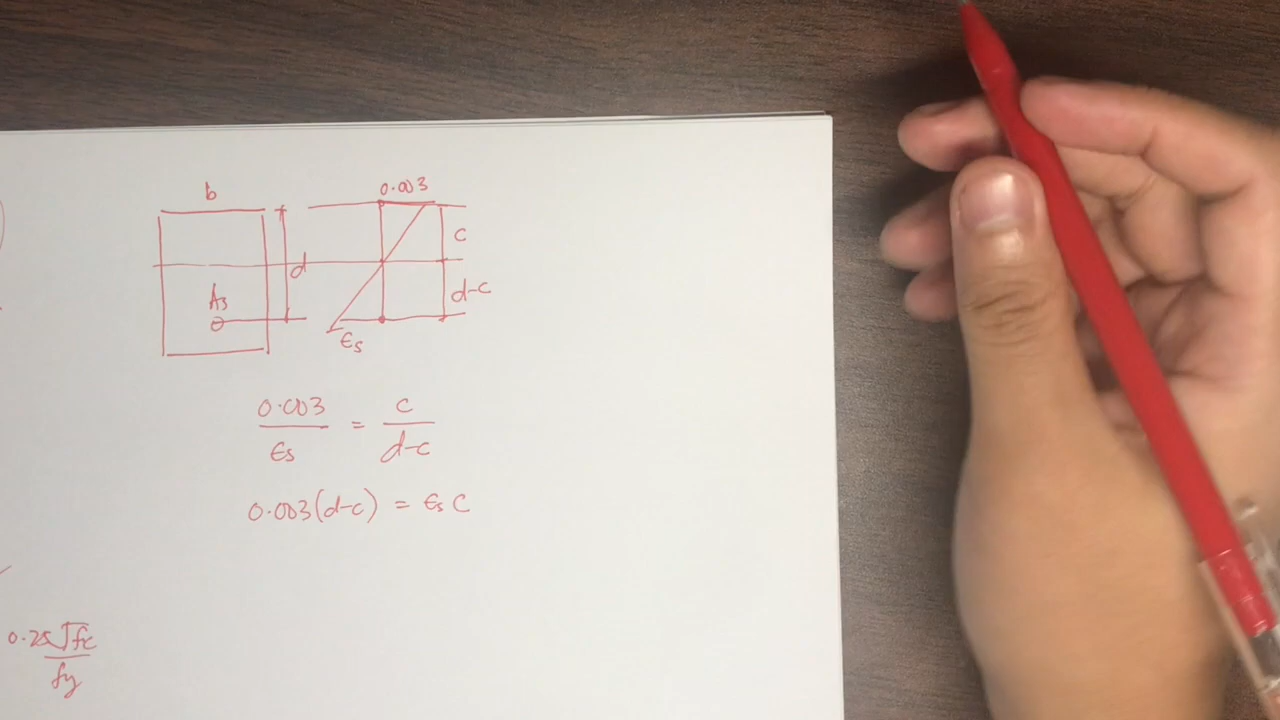 b
0.003
c
d
As
d-c
εs
0.003/εs = c/d-c
0.003(d-c) = εs c
0.25√fc'/fy